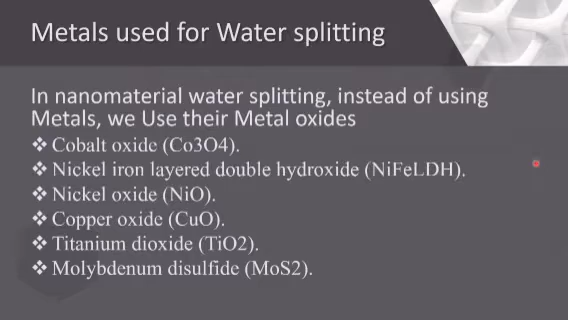 Metals used for Water splitting
In nanomaterial water splitting, instead of using
Metals, we Use their Metal oxides
❖Cobalt oxide (Co3O4).
❖Nickel iron layered double hydroxide (NiFeLDH).
❖Nickel oxide (NiO).
❖Copper oxide (CuO).
❖Titanium dioxide (TiO2).
❖Molybdenum disulfide (MoS2).